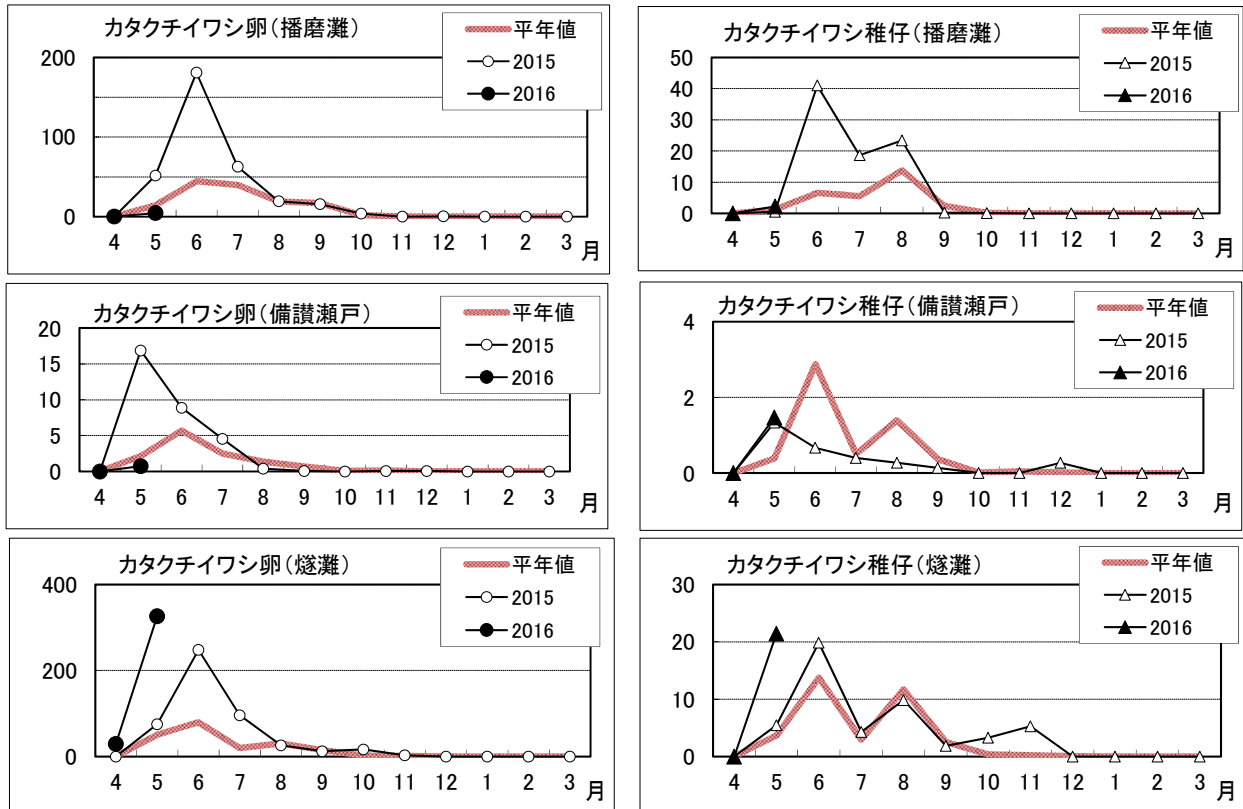 カタクチイワシ卵（播磨灘）
平年値
2015
2016
200
100
0
4 5 6 7 8 9 10 11 12 1 2 3 月
カタクチイワシ稚仔（播磨灘）
平年値
2015
2016
50
40
30
20
10
0
4 5 6 7 8 9 10 11 12 1 2 3 月
カタクチイワシ卵（備讃瀬戸）
平年値
2015
2016
20
15
10
5
0
4 5 6 7 8 9 10 11 12 1 2 3 月
カタクチイワシ稚仔（備讃瀬戸）
平年値
2015
2016
4
2
0
4 5 6 7 8 9 10 11 12 1 2 3 月
カタクチイワシ卵（燧灘）
平年値
2015
2016
400
200
0
4 5 6 7 8 9 10 11 12 1 2 3 月
カタクチイワシ稚仔（燧灘）
平年値
2015
2016
30
20
10
0
4 5 6 7 8 9 10 11 12 1 2 3 月